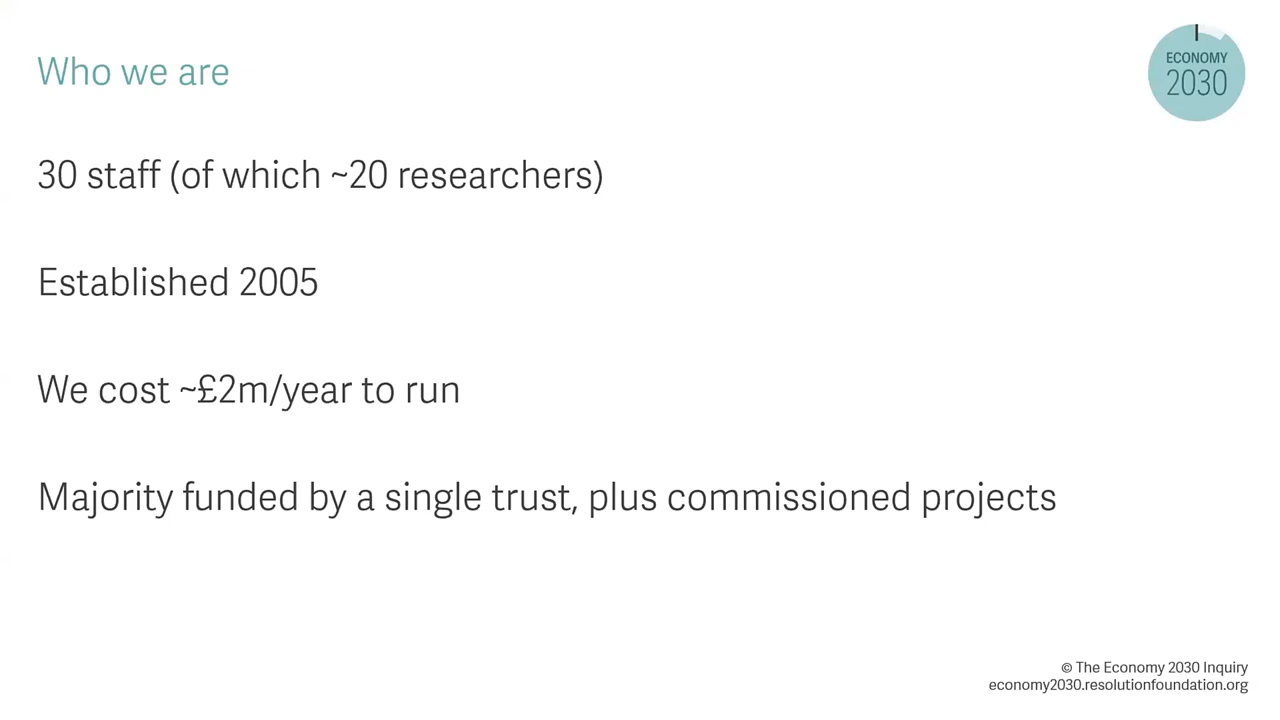 Who we are
ECONOMY
2030
30 staff (of which ~20 researchers)
Established 2005
We cost ~£2m/year to run
Majority funded by a single trust, plus commissioned projects
© The Economy 2030 Inquiry
economy2030.resolutionfoundation.org